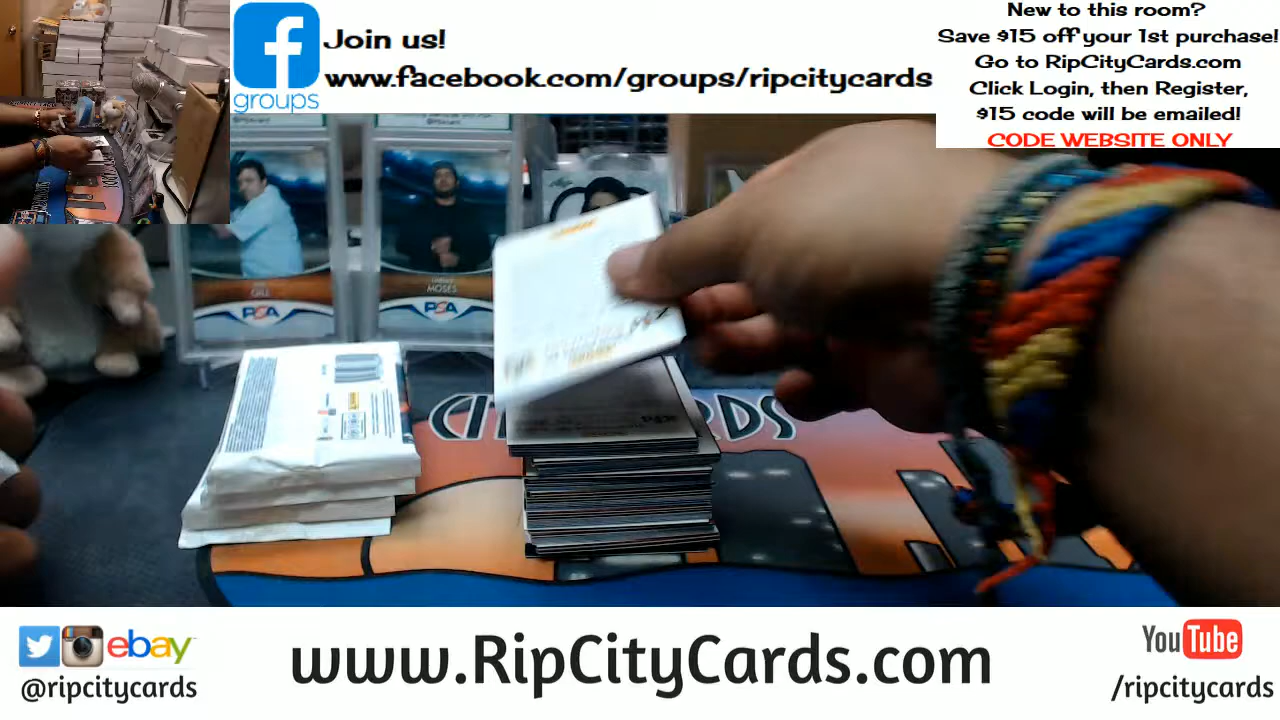 groups
Join us!
www.facebook.com/groups/ripcitycards
New to this room?
Save $15 off your 1st purchase!
Go to RipCityCards.com
Click Login, then Register,
$15 code will be emailed!
CODE WEBSITE ONLY
GILL
MOSES
PSA
PSA
ebay
@ripcitycards
www.RipCityCards.com
YouTube
/ripcitycards